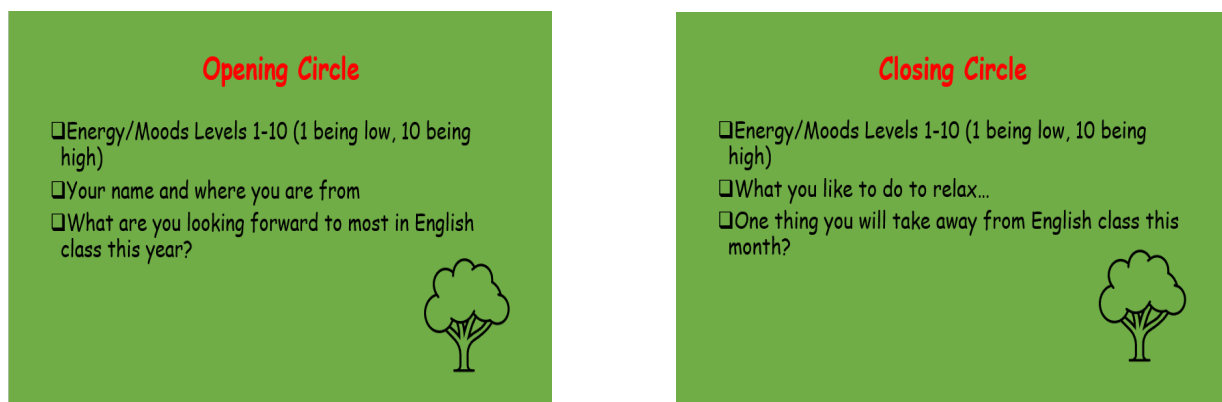 Opening Circle
❑Energy/Moods Levels 1-10 (1 being low, 10 being
high)
❑Your name and where you are from
❑What are you looking forward to most in English
class this year?
Closing Circle
❑Energy/Moods Levels 1-10 (1 being low, 10 being
high)
❑What you like to do to relax…
❑One thing you will take away from English class this
month?